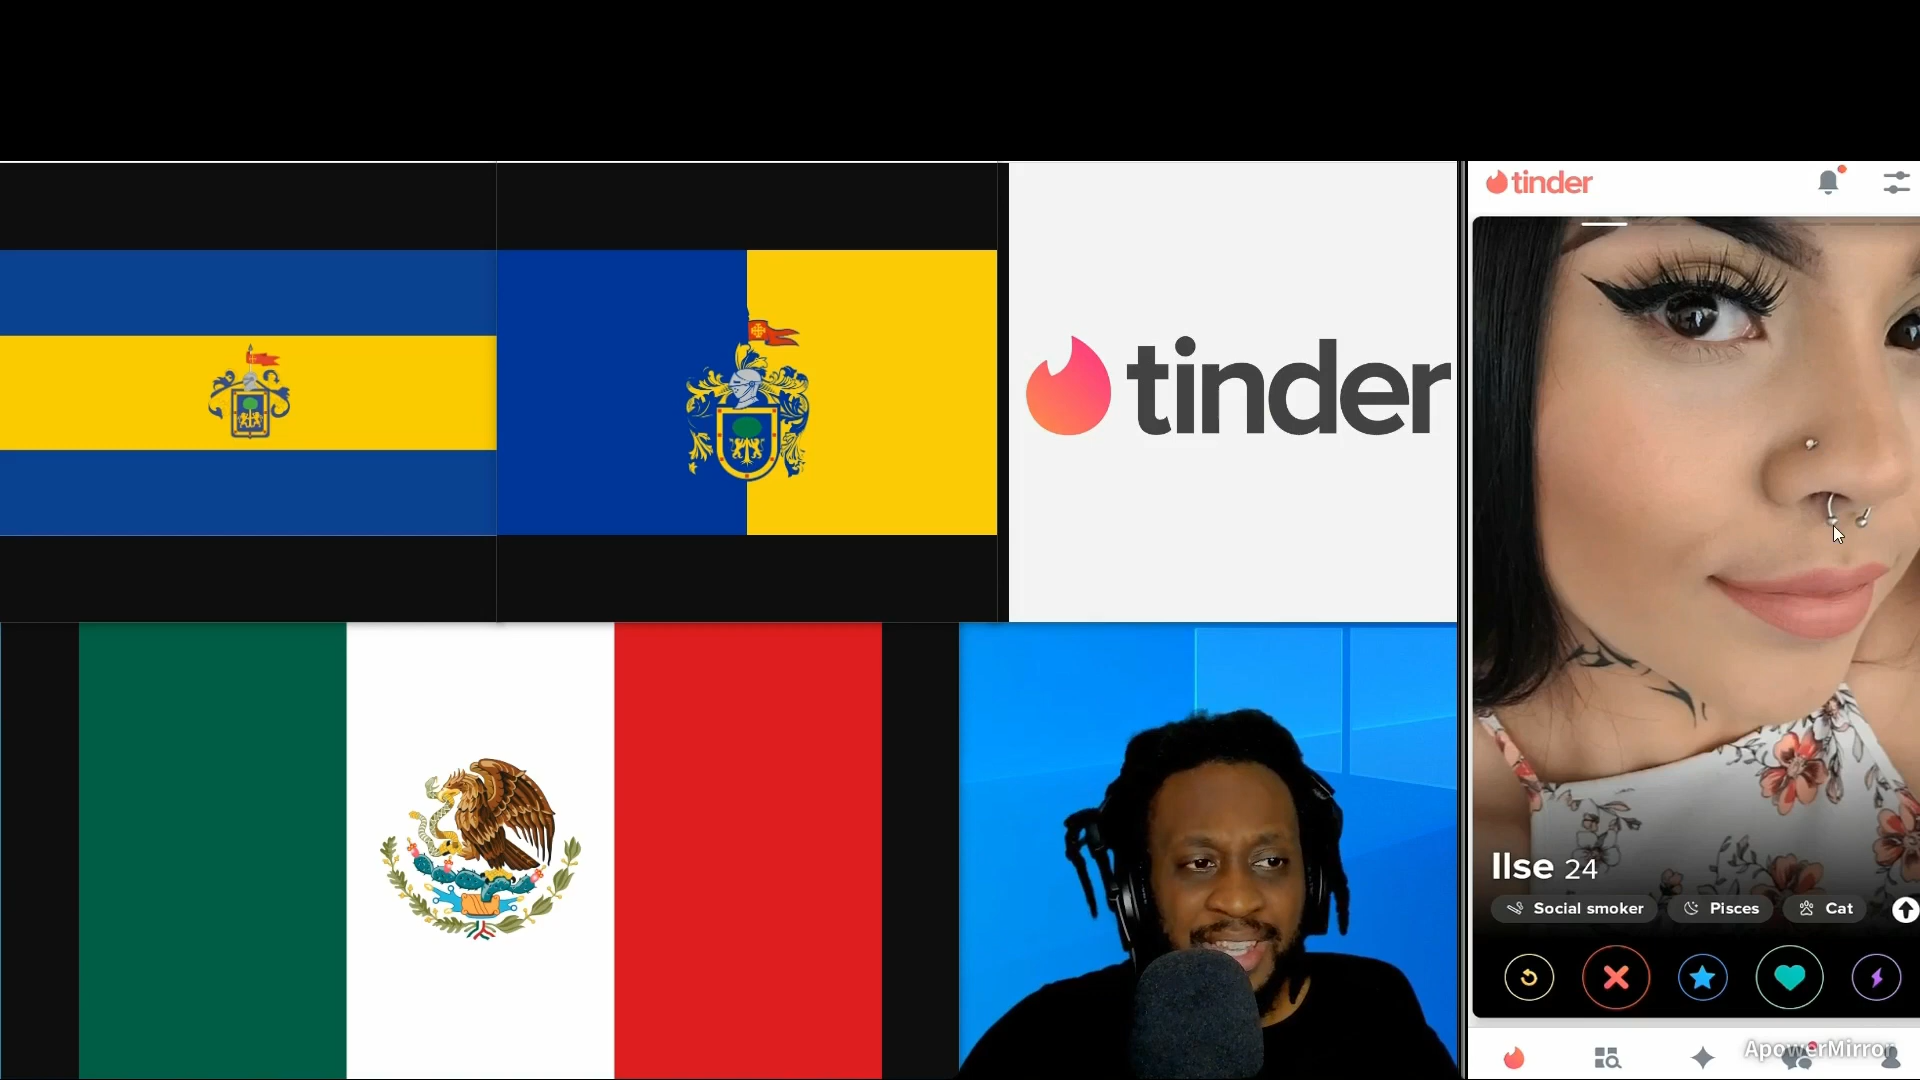 tinder
tinder
Ilse 24
Social smoker
Pisces
Cat
ApowerMirror